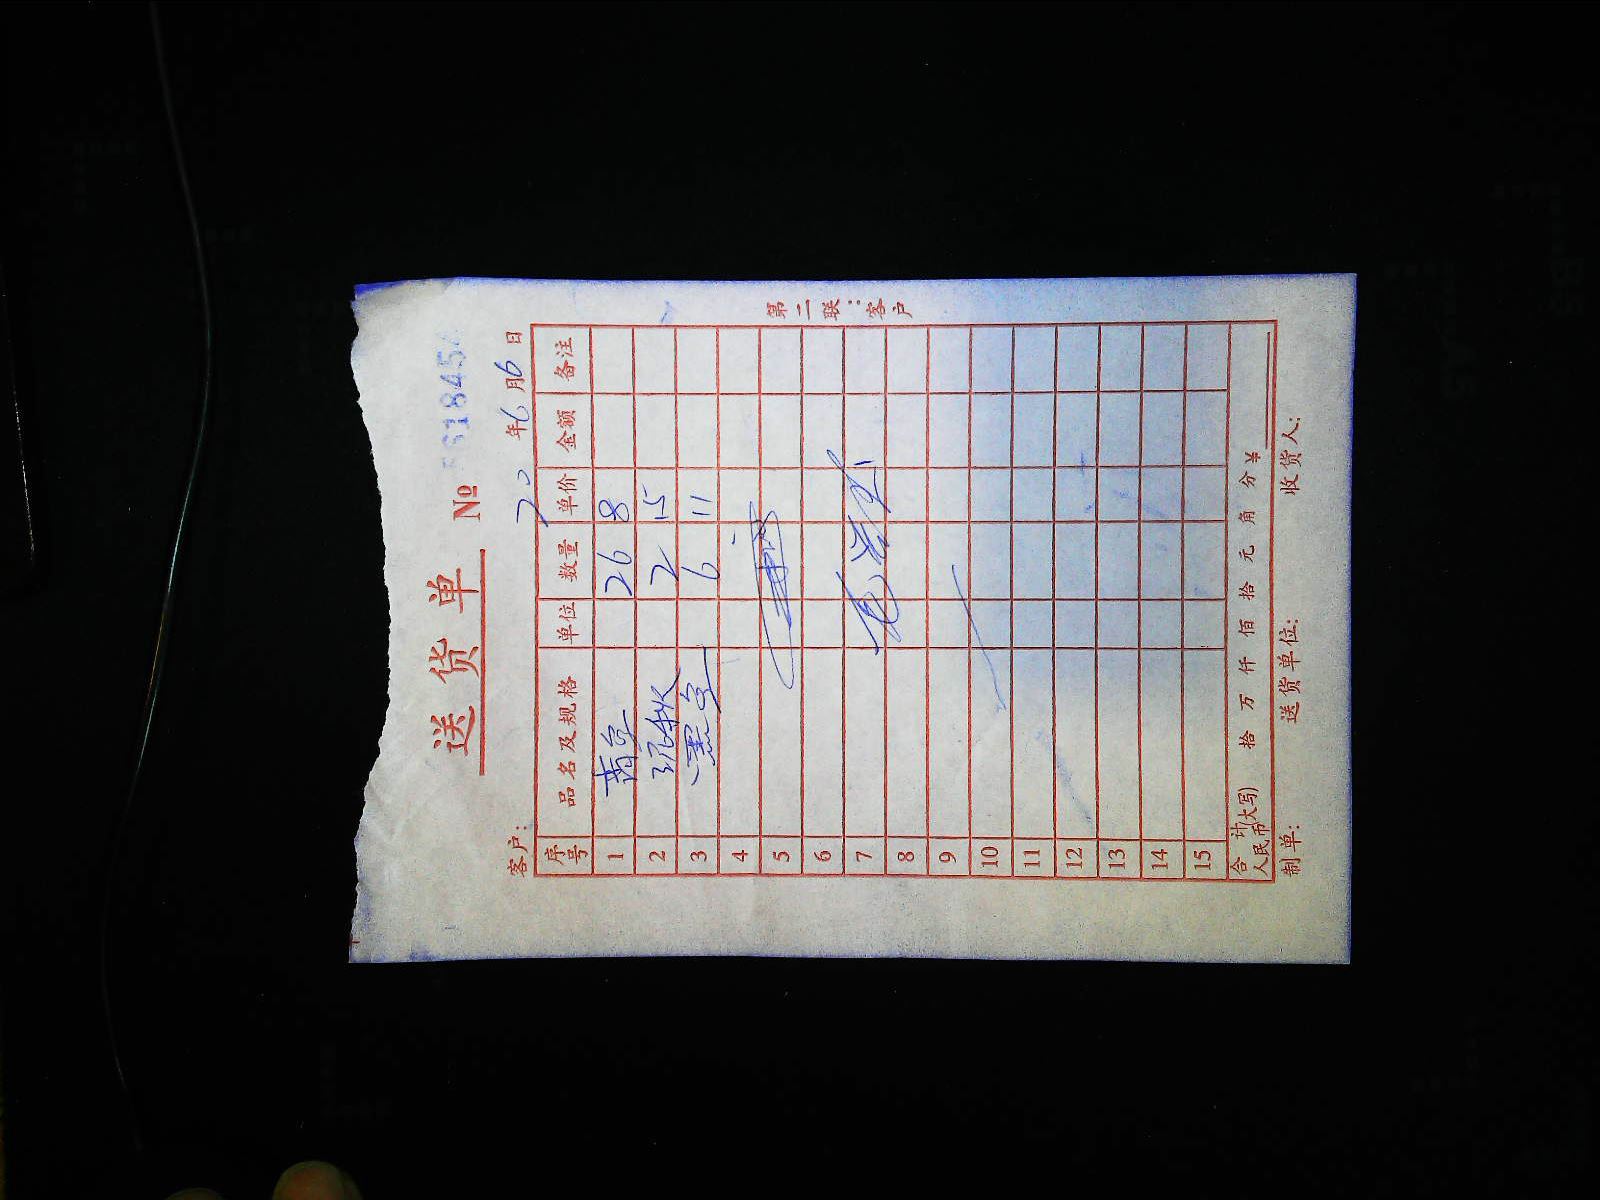 送货单 №
20年6月6日
客户：
序号 品名及规格 单位 数量 单价 金额 备注
1 26 8
2 2 15
3 6 11
4
5
6
7
8
9
10
11
12
13
14
15
合计人民币(大写) 拾 万 仟 佰 拾 元 角 分 ¥
制单： 送货单位： 收货人：
第二联：客户